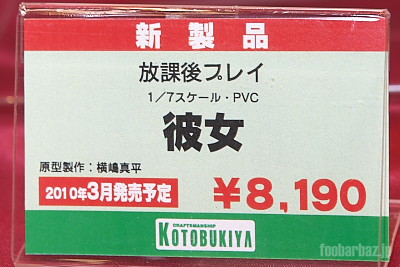 新製品
放課後プレイ
1/7スケール・PVC
彼女
原型製作：横嶋真平
2010年3月発売予定
￥8,190
CRAFTSMANSHIP
KOTOBUKIYA
foobarbaz.jp